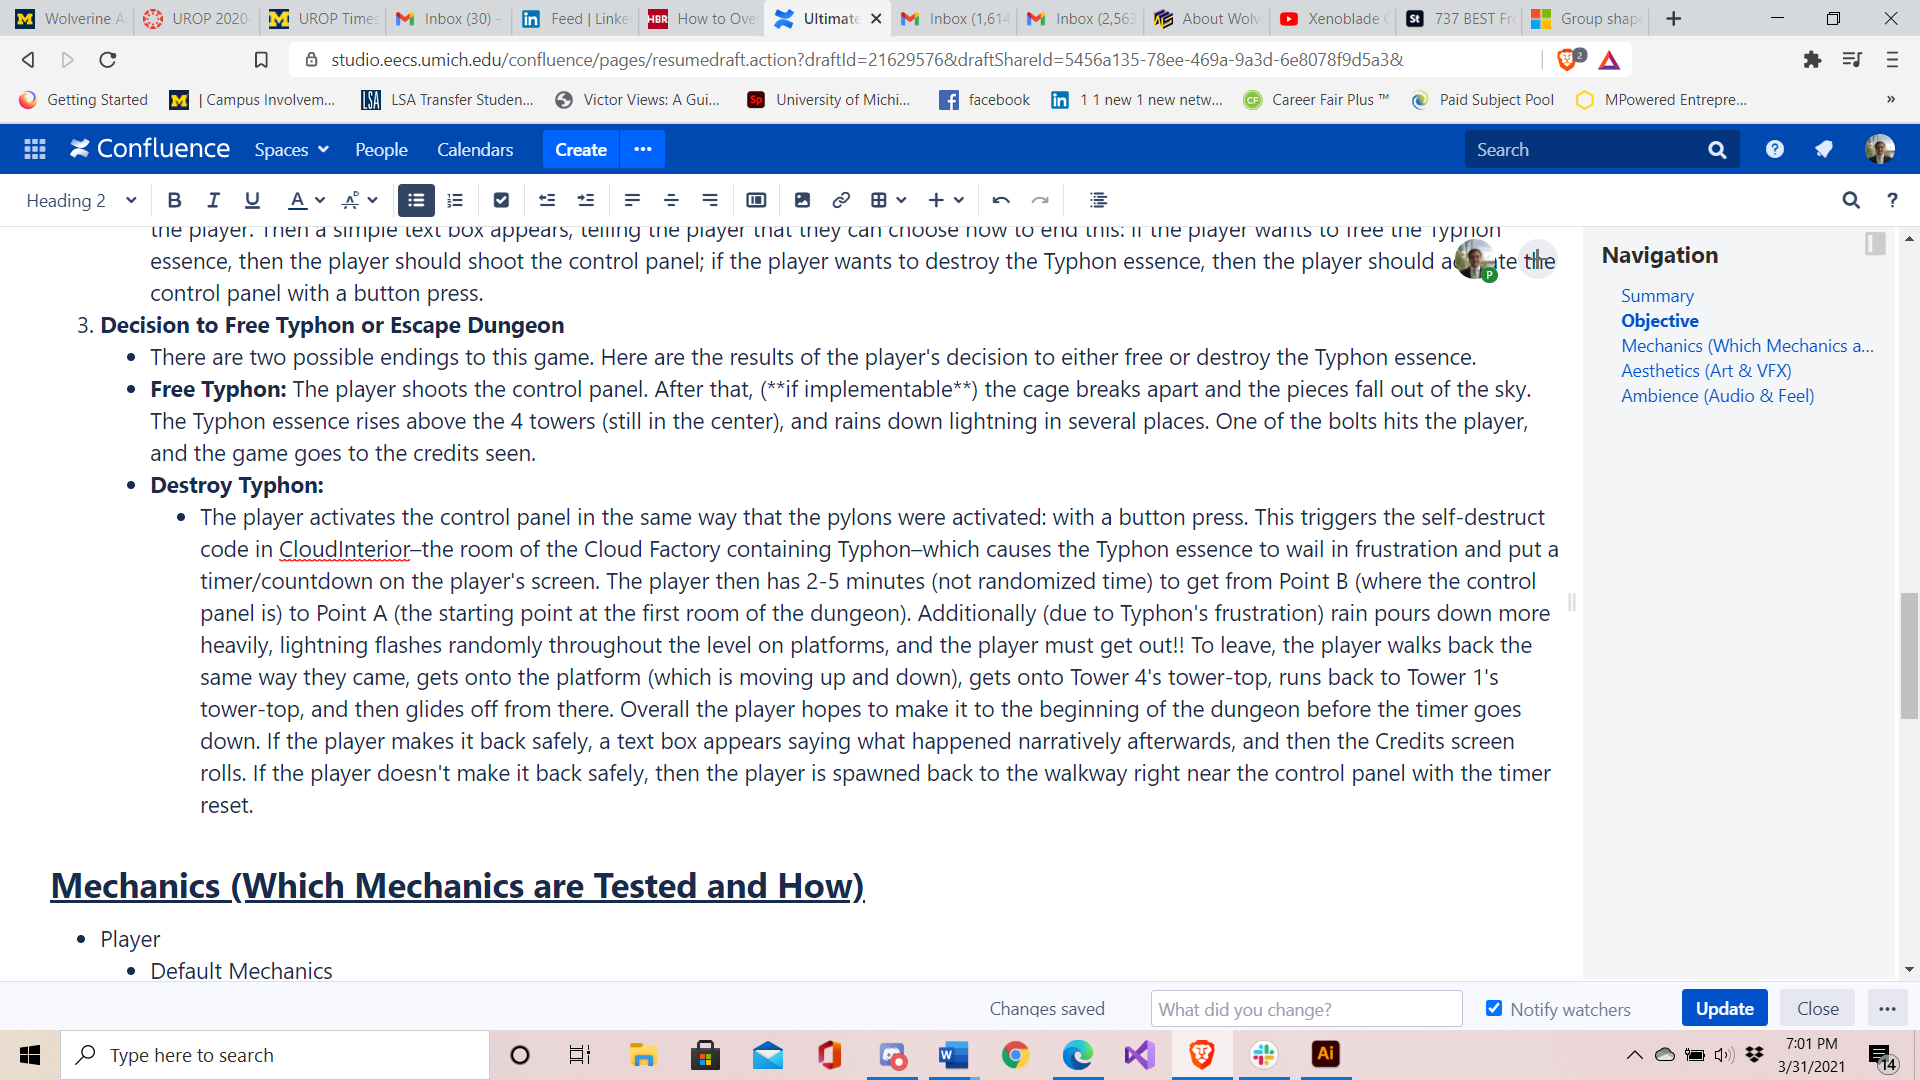 Wolverine A
UROP 2020-
UROP Times
Inbox (30) -
Feed | Linke
How to Ove
Ultimate
Inbox (1,614
Inbox (2,563
About Wolv
Xenoblade C
737 BEST Fr
Group shap
studio.eecs.umich.edu/confluence/pages/resumedraft.action?draftId=21629576&draftShareId=5456a135-78ee-469a-9a3d-6e8078f9d5a3&
2
Getting Started
| Campus Involvem...
LSA Transfer Studen...
Victor Views: A Gui...
University of Michi...
facebook
1 1 new 1 new netw...
Career Fair Plus ™
Paid Subject Pool
MPowered Entrepre...
»
Confluence
Spaces
People
Calendars
Create
Search
Heading 2
the player. Then a simple text box appears, telling the player that they can choose how to end this: if the player wants to free the Typhon
essence, then the player should shoot the control panel; if the player wants to destroy the Typhon essence, then the player should ac te the
control panel with a button press.
3. Decision to Free Typhon or Escape Dungeon
• There are two possible endings to this game. Here are the results of the player's decision to either free or destroy the Typhon essence.
• Free Typhon: The player shoots the control panel. After that, (**if implementable**) the cage breaks apart and the pieces fall out of the sky.
The Typhon essence rises above the 4 towers (still in the center), and rains down lightning in several places. One of the bolts hits the player,
and the game goes to the credits seen.
• Destroy Typhon:
• The player activates the control panel in the same way that the pylons were activated: with a button press. This triggers the self-destruct
code in CloudInterior–the room of the Cloud Factory containing Typhon–which causes the Typhon essence to wail in frustration and put a
timer/countdown on the player's screen. The player then has 2-5 minutes (not randomized time) to get from Point B (where the control
panel is) to Point A (the starting point at the first room of the dungeon). Additionally (due to Typhon's frustration) rain pours down more
heavily, lightning flashes randomly throughout the level on platforms, and the player must get out!! To leave, the player walks back the
same way they came, gets onto the platform (which is moving up and down), gets onto Tower 4's tower-top, runs back to Tower 1's
tower-top, and then glides off from there. Overall the player hopes to make it to the beginning of the dungeon before the timer goes
down. If the player makes it back safely, a text box appears saying what happened narratively afterwards, and then the Credits screen
rolls. If the player doesn't make it back safely, then the player is spawned back to the walkway right near the control panel with the timer
reset.
Mechanics (Which Mechanics are Tested and How)
• Player
• Default Mechanics
Navigation
Summary
Objective
Mechanics (Which Mechanics a...
Aesthetics (Art & VFX)
Ambience (Audio & Feel)
Changes saved
What did you change?
Notify watchers
Update
Close
Type here to search
7:01 PM
3/31/2021
14